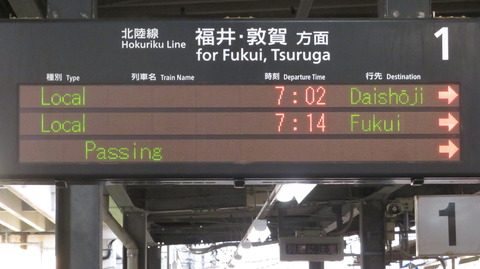 北陸線 福井・敦賀 方面 1
Hokuriku Line for Fukui, Tsuruga
種別 Type 列車名 Train Name 時刻 Departure Time 行先 Destination
Local 7:02 Daishōji →
Local 7:14 Fukui →
Passing →
1